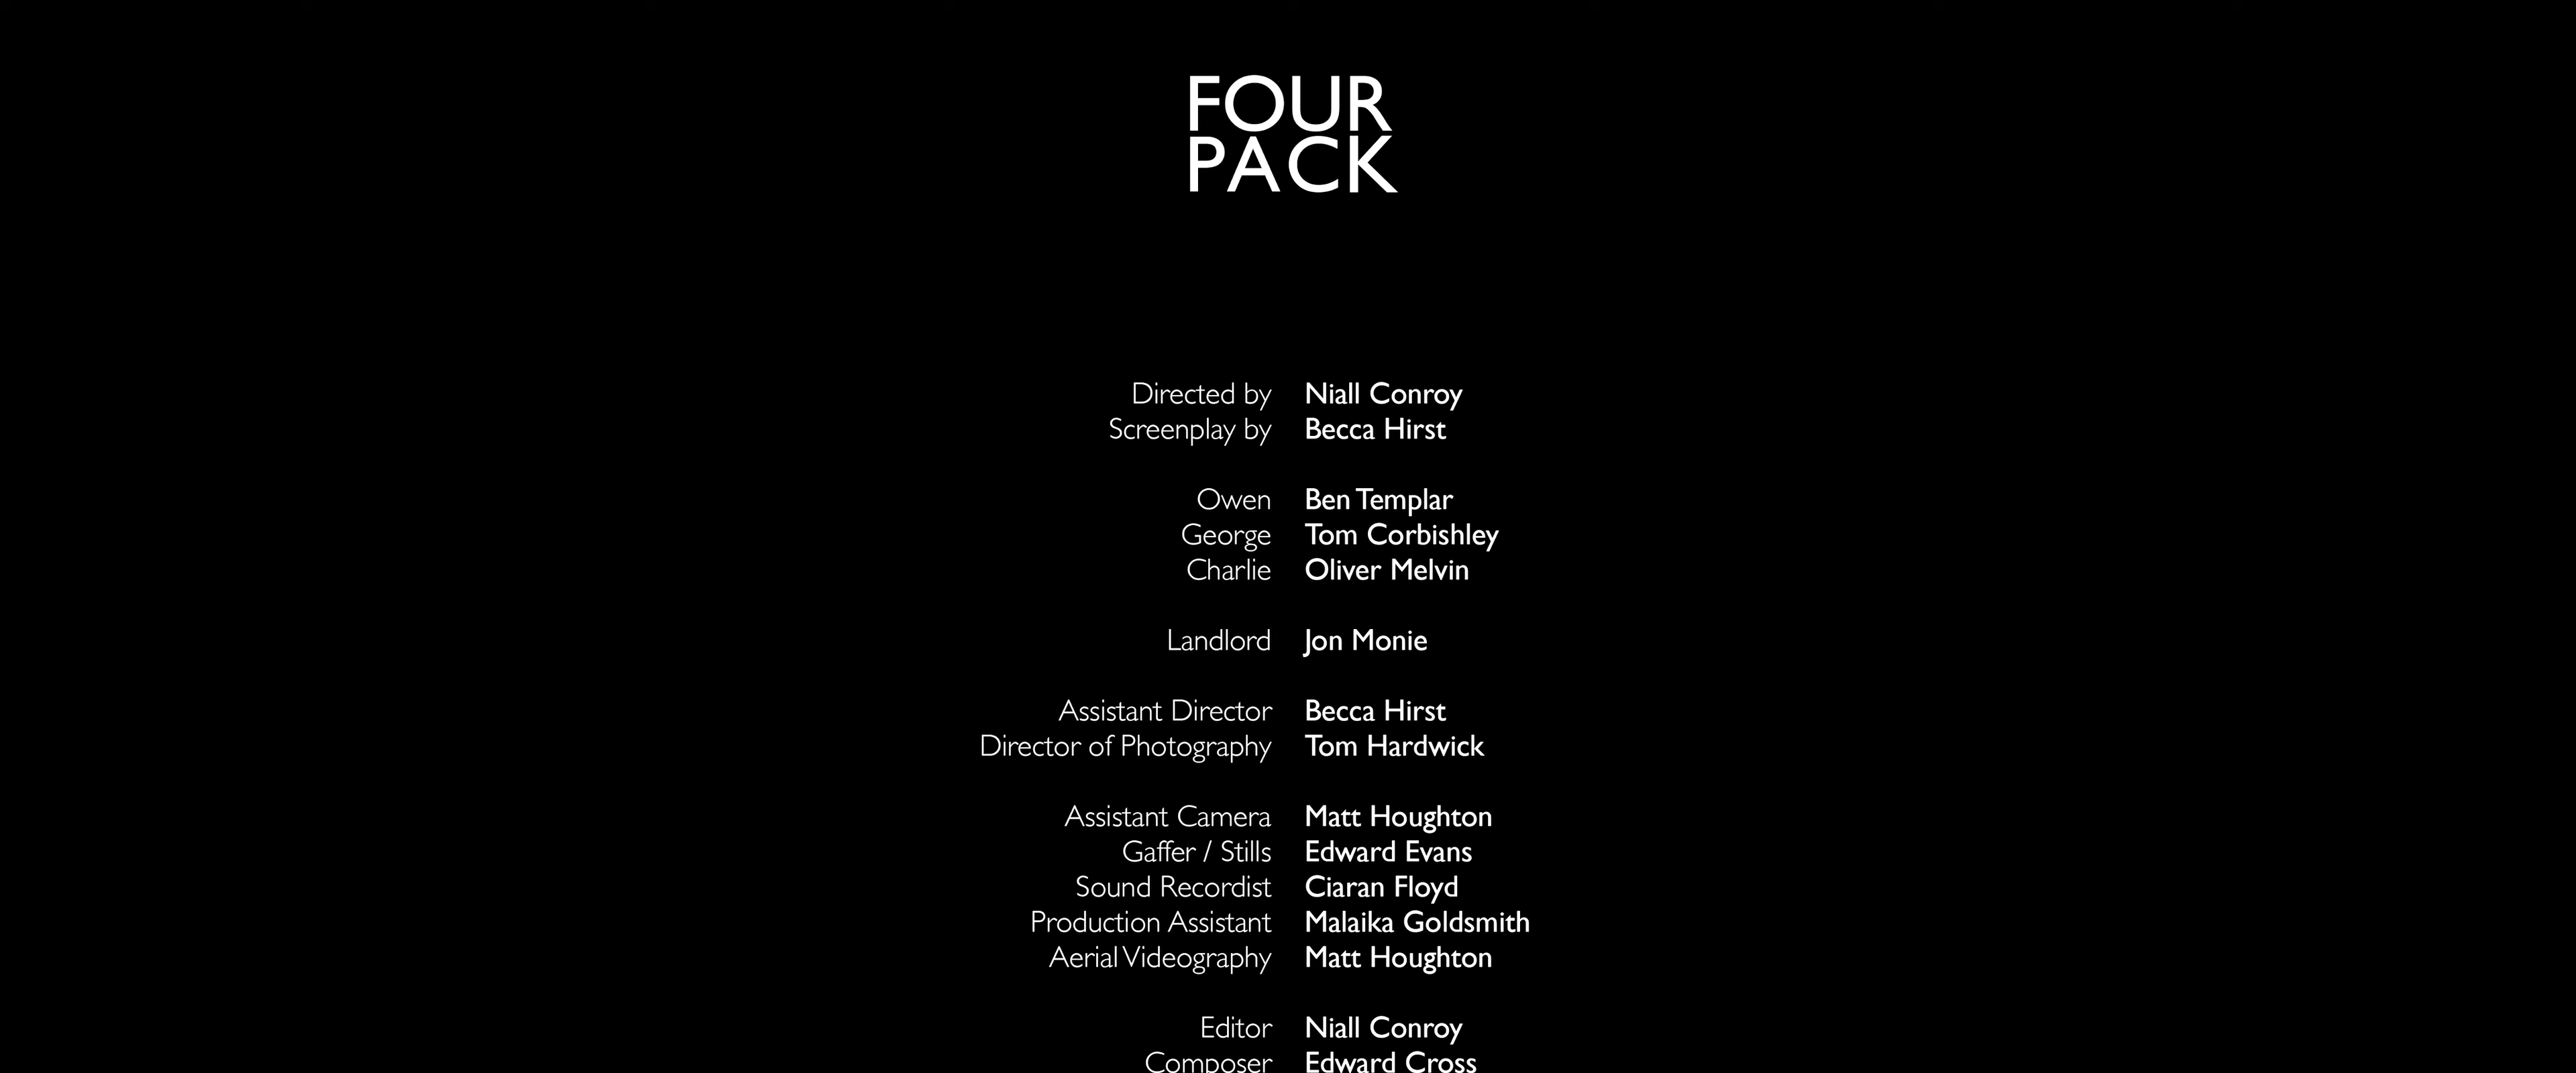 FOUR
PACK
Directed by Niall Conroy
Screenplay by Becca Hirst
Owen Ben Templar
George Tom Corbishley
Charlie Oliver Melvin
Landlord Jon Monie
Assistant Director Becca Hirst
Director of Photography Tom Hardwick
Assistant Camera Matt Houghton
Gaffer / Stills Edward Evans
Sound Recordist Ciaran Floyd
Production Assistant Malaika Goldsmith
Aerial Videography Matt Houghton
Editor Niall Conroy
Composer Edward Cross